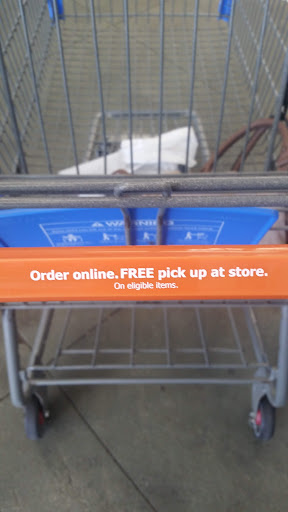 WARNING
Order online. FREE pick up at store.
On eligible items.